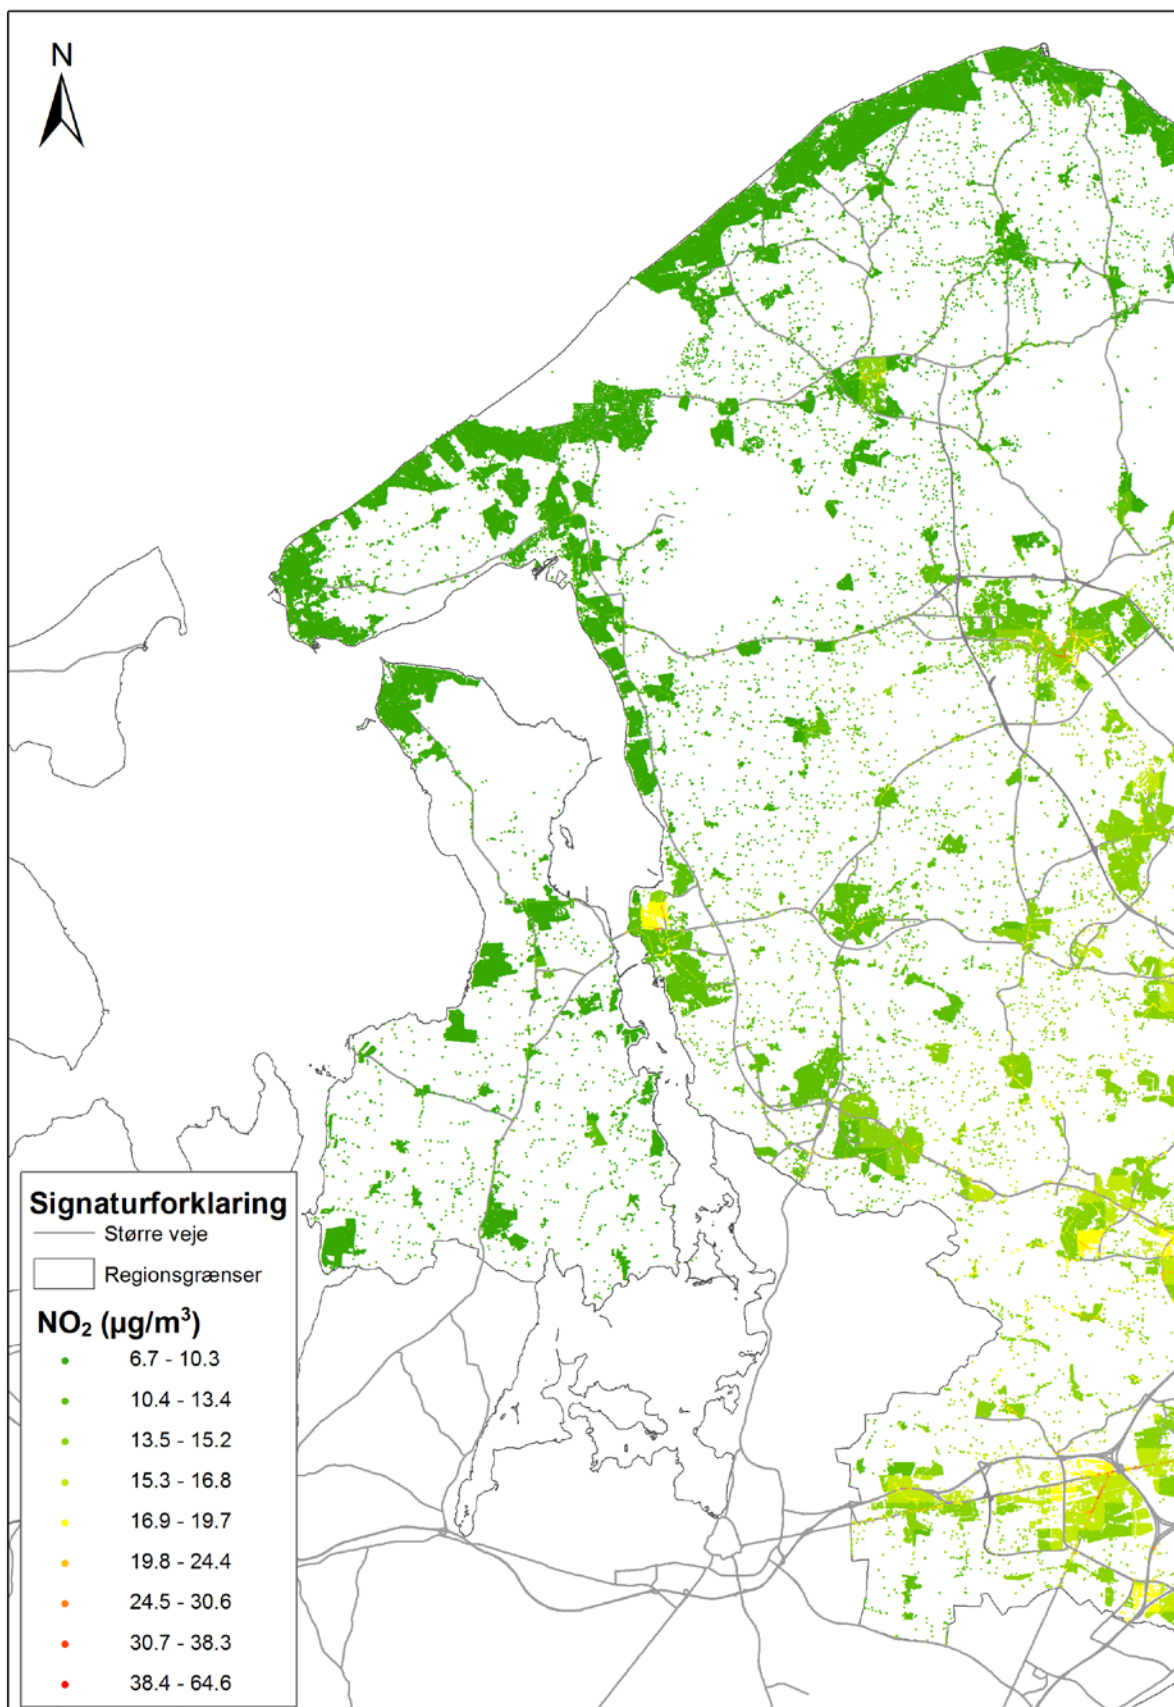 N
Signaturforklaring
Større veje
Regionsgrænser
NO₂ (µg/m³)
6.7 - 10.3
10.4 - 13.4
13.5 - 15.2
15.3 - 16.8
16.9 - 19.7
19.8 - 24.4
24.5 - 30.6
30.7 - 38.3
38.4 - 64.6